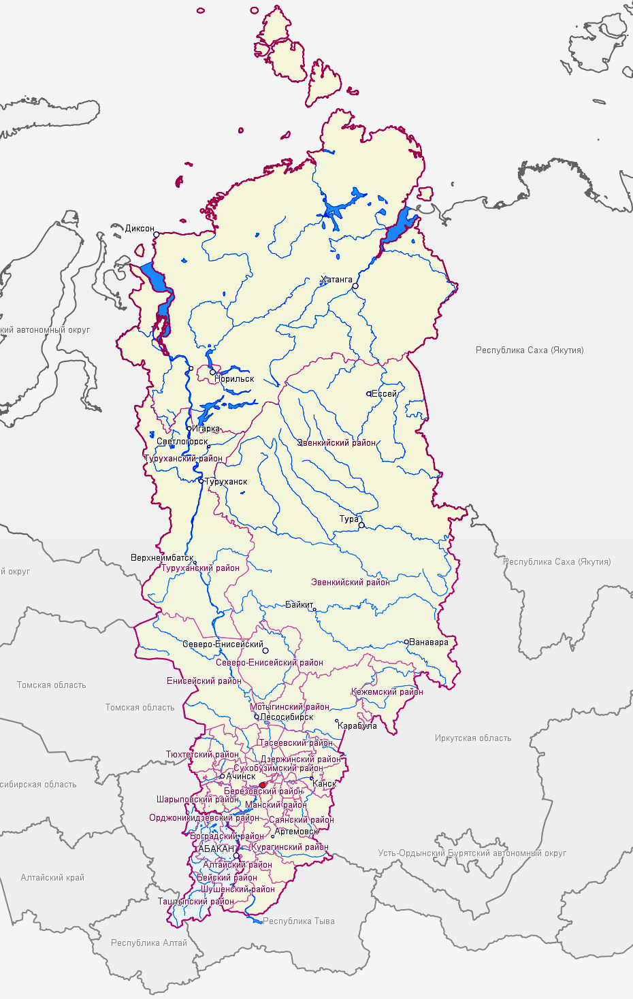 Диксон
Хатанга
кий автономный округ
Республика Саха (Якутия)
Норильск
Ессей
Игарка
Светлогорск
Эвенкийский район
Туруханский район
Туруханск
Тура
Верхнеимбатск
Туруханский район
Республика Саха (Якутия)
й округ
Эвенкийский район
Байкит
Северо-Енисейский
Ванавара
Северо-Енисейский район
Енисейский район
Томская область
Кежемский район
Томская область
Мотыгинский район
Лесосибирск
Карабула
Иркутская область
Тасеевский район
Тюхтетский район
Дзержинский район
Сухобузимский район
Ачинск
Канск
сибирская область
Березовский район
Шарыповский район
Манский район
Орджоникидзевский район
Саянский район
Артемовск
Боградский район
АБАКАН
Курагинский район
Усть-Ордынский Бурятский автономный округ
Алтайский район
Алтайский край
Бейский район
Шушенский район
Таштыпский район
Республика Тыва
Республика Алтай